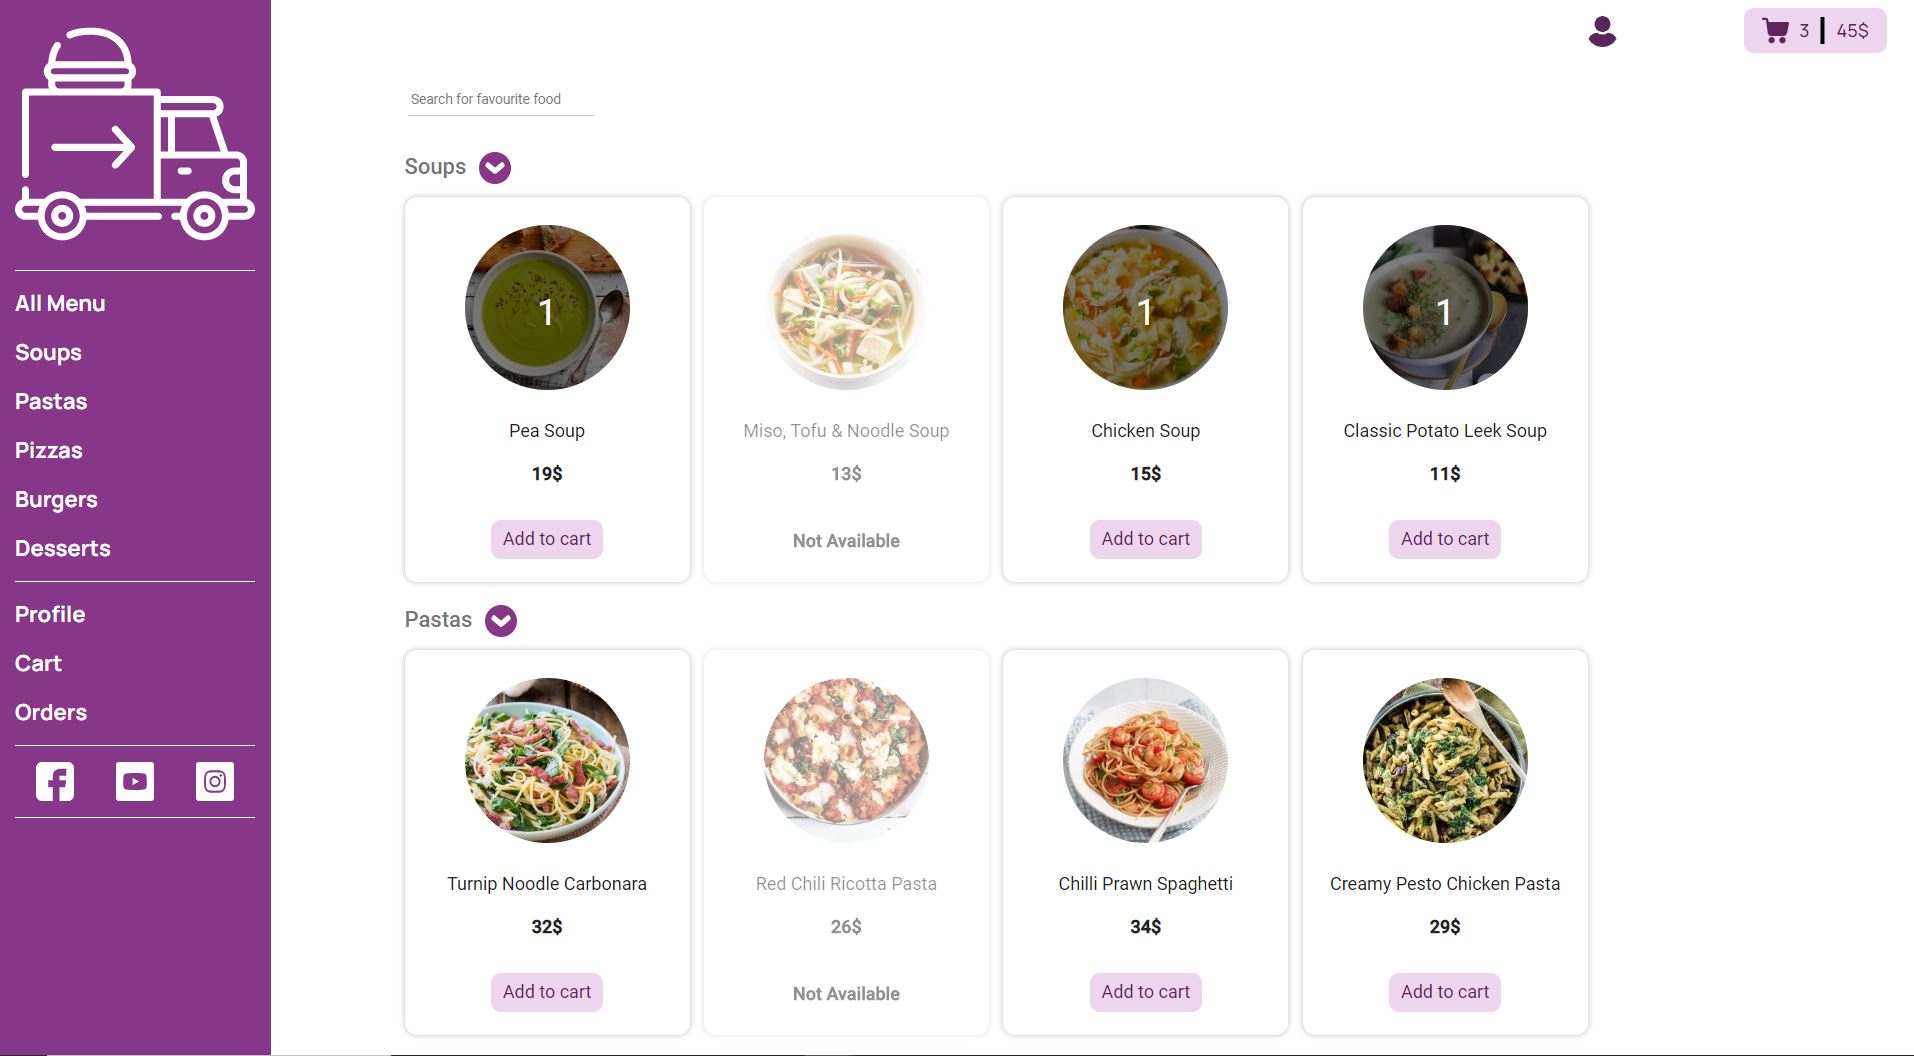 3 | 45$
Search for favourite food
All Menu
Soups
Pastas
Pizzas
Burgers
Desserts
Profile
Cart
Orders
Soups
1
Pea Soup
19$
Add to cart
Miso, Tofu & Noodle Soup
13$
Not Available
1
Chicken Soup
15$
Add to cart
1
Classic Potato Leek Soup
11$
Add to cart
Pastas
Turnip Noodle Carbonara
32$
Add to cart
Red Chili Ricotta Pasta
26$
Not Available
Chilli Prawn Spaghetti
34$
Add to cart
Creamy Pesto Chicken Pasta
29$
Add to cart